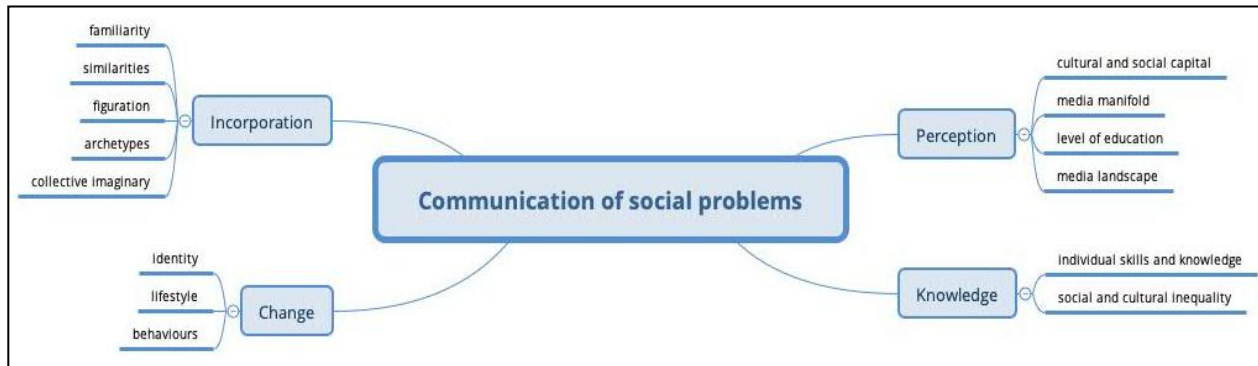 familiarity
similarities
figuration
archetypes
collective imaginary
Incorporation
identity
lifestyle
behaviours
Change
Communication of social problems
Perception
cultural and social capital
media manifold
level of education
media landscape
Knowledge
individual skills and knowledge
social and cultural inequality